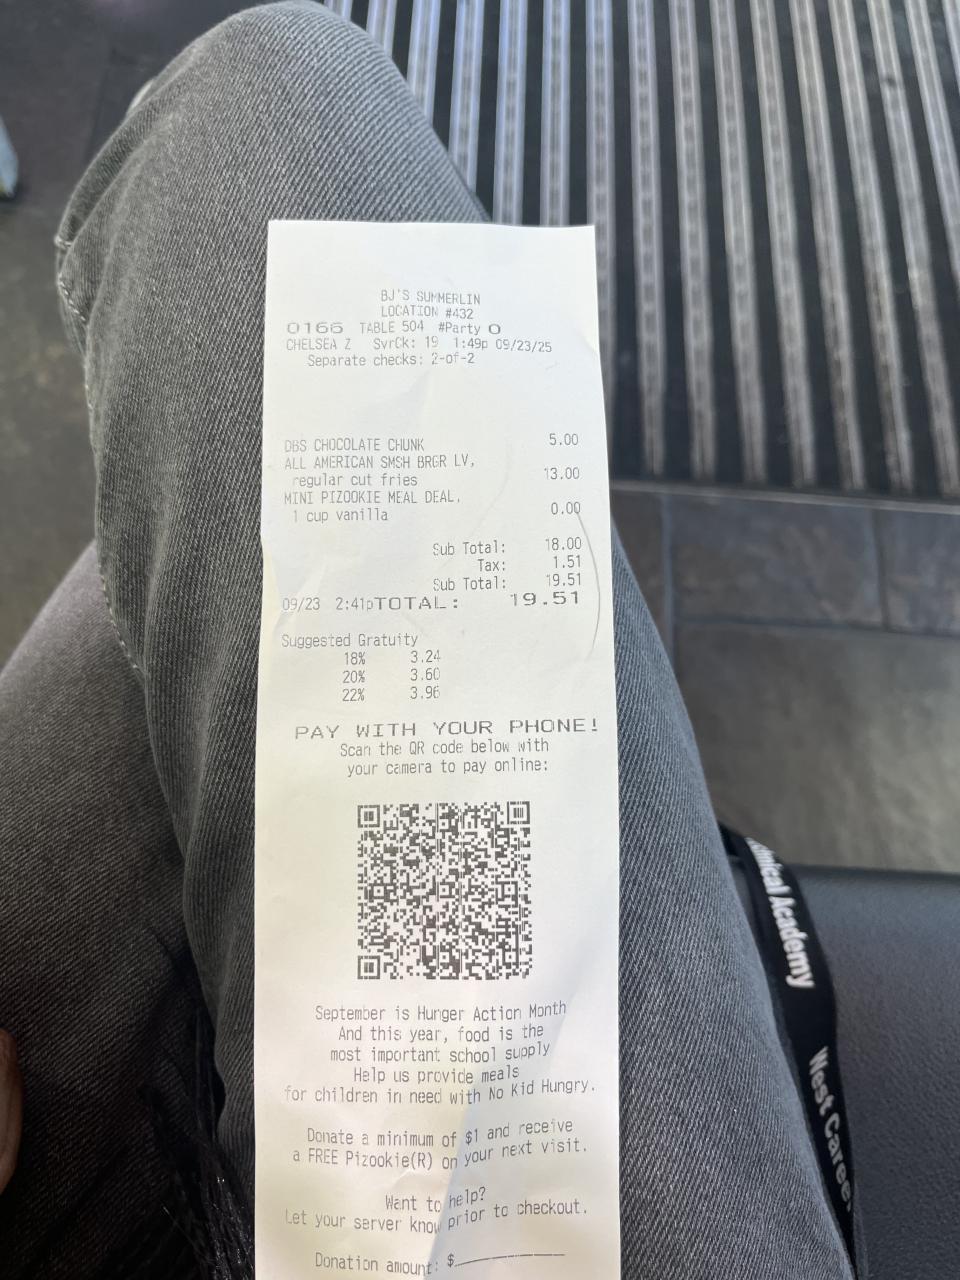 BJ'S SUMMERLIN
LOCATION #432
0166 TABLE 504 #Party 0
CHELSEA Z SvrCk: 19 1:49p 09/23/25
Separate checks: 2-of-2
DBS CHOCOLATE CHUNK 5.00
ALL AMERICAN SMSH BRGR LV,
regular cut fries 13.00
MINI PIZOOKIE MEAL DEAL,
1 cup vanilla 0.00
Sub Total: 18.00
Tax: 1.51
Sub Total: 19.51
09/23 2:41pTOTAL: 19.51
Suggested Gratuity
18% 3.24
20% 3.60
22% 3.96
PAY WITH YOUR PHONE!
Scan the QR code below with
your camera to pay online:
September is Hunger Action Month
And this year, food is the
most important school supply
Help us provide meals
for children in need with No Kid Hungry.
Donate a minimum of $1 and receive
a FREE Pizookie(R) on your next visit.
Want to help?
Let your server know prior to checkout.
Donation amount: $
Academy
West Career